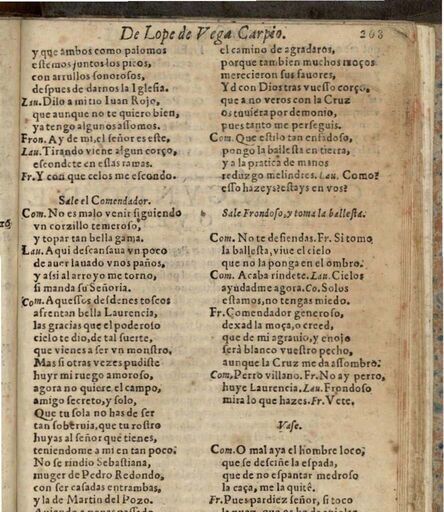 De Lope de Vega Carpio. 268
y que ambos como palomos
estemos juntos los picos,
con arrullos sonorosos,
despues de darnos la Iglesia.
Lau. Dilo a mi tio Iuan Rojo,
que aunque no te quiero bien,
ya tengo algunos assomos.
Fron. Ay de mi, el señor es este,
Lau. Tirando viene algun corço,
escondete en essas ramas.
Fr. Y con que celos me escondo.
Sale el Comendador.
Com. No es malo venir siguiendo
vn corzillo temeroso,
y topar tan bella gama.
Lau. Aqui descansaua vn poco
de auer lauado vnos paños,
y assi al arroyo me torno,
si manda su Señoria.
Com. Aquessos desdenes toscos
afrentan bella Laurencia,
las gracias que el poderoso
cielo te dio, de tal suerte,
que vienes a ser vn monstro,
Mas si otras vezes pudiste
huyr mi ruego amoroso,
agora no quiere el campo,
amigo secreto, y solo,
Que tu sola no has de ser
tan soberuia, que tu rostro
huyas al señor que tienes,
teniendome a mi en tan poco.
No se rindio Sebastiana,
muger de Pedro Redondo,
con ser casadas entrambas,
y la de Martin del Pozo.
el camino de agradaros,
porque tambien muchos moços
merecieron sus fauores,
Yd con Dios tras vuesso corço,
que a no veros con la Cruz
os tuuiera por demonio,
pues tanto me perseguis.
Com. Que estilo tan enfadoso,
pongo la ballesta en tierra,
y a la pratica de manos
reduzgo melindres. Lau. Como?
esso hazeys? estays en vos?
Sale Frondoso, y toma la ballesta.
Com. No te defiendas. Fr. Si tomo
la ballesta, viue el cielo
que no la ponga en el ombro.
Com. Acaba rindete. Lau. Cielos
ayudadme agora. Co. Solos
estamos, no tengas miedo.
Fr. Comendador generoso,
dexad la moça, o creed,
que de mi agrauio, y enojo
será blanco vuestro pecho,
aunque la Cruz me da assombro.
Com. Perro villano. Fr. No ay perro,
huye Laurencia. Lau. Frondoso
mira lo que hazes. Fr. Vete.
Vase.
Com. O mal aya el hombre loco,
que se desciñe la espada,
que de no espantar medroso
la caça, me la quitè.
Fr. Pues pardiez señor, si toco